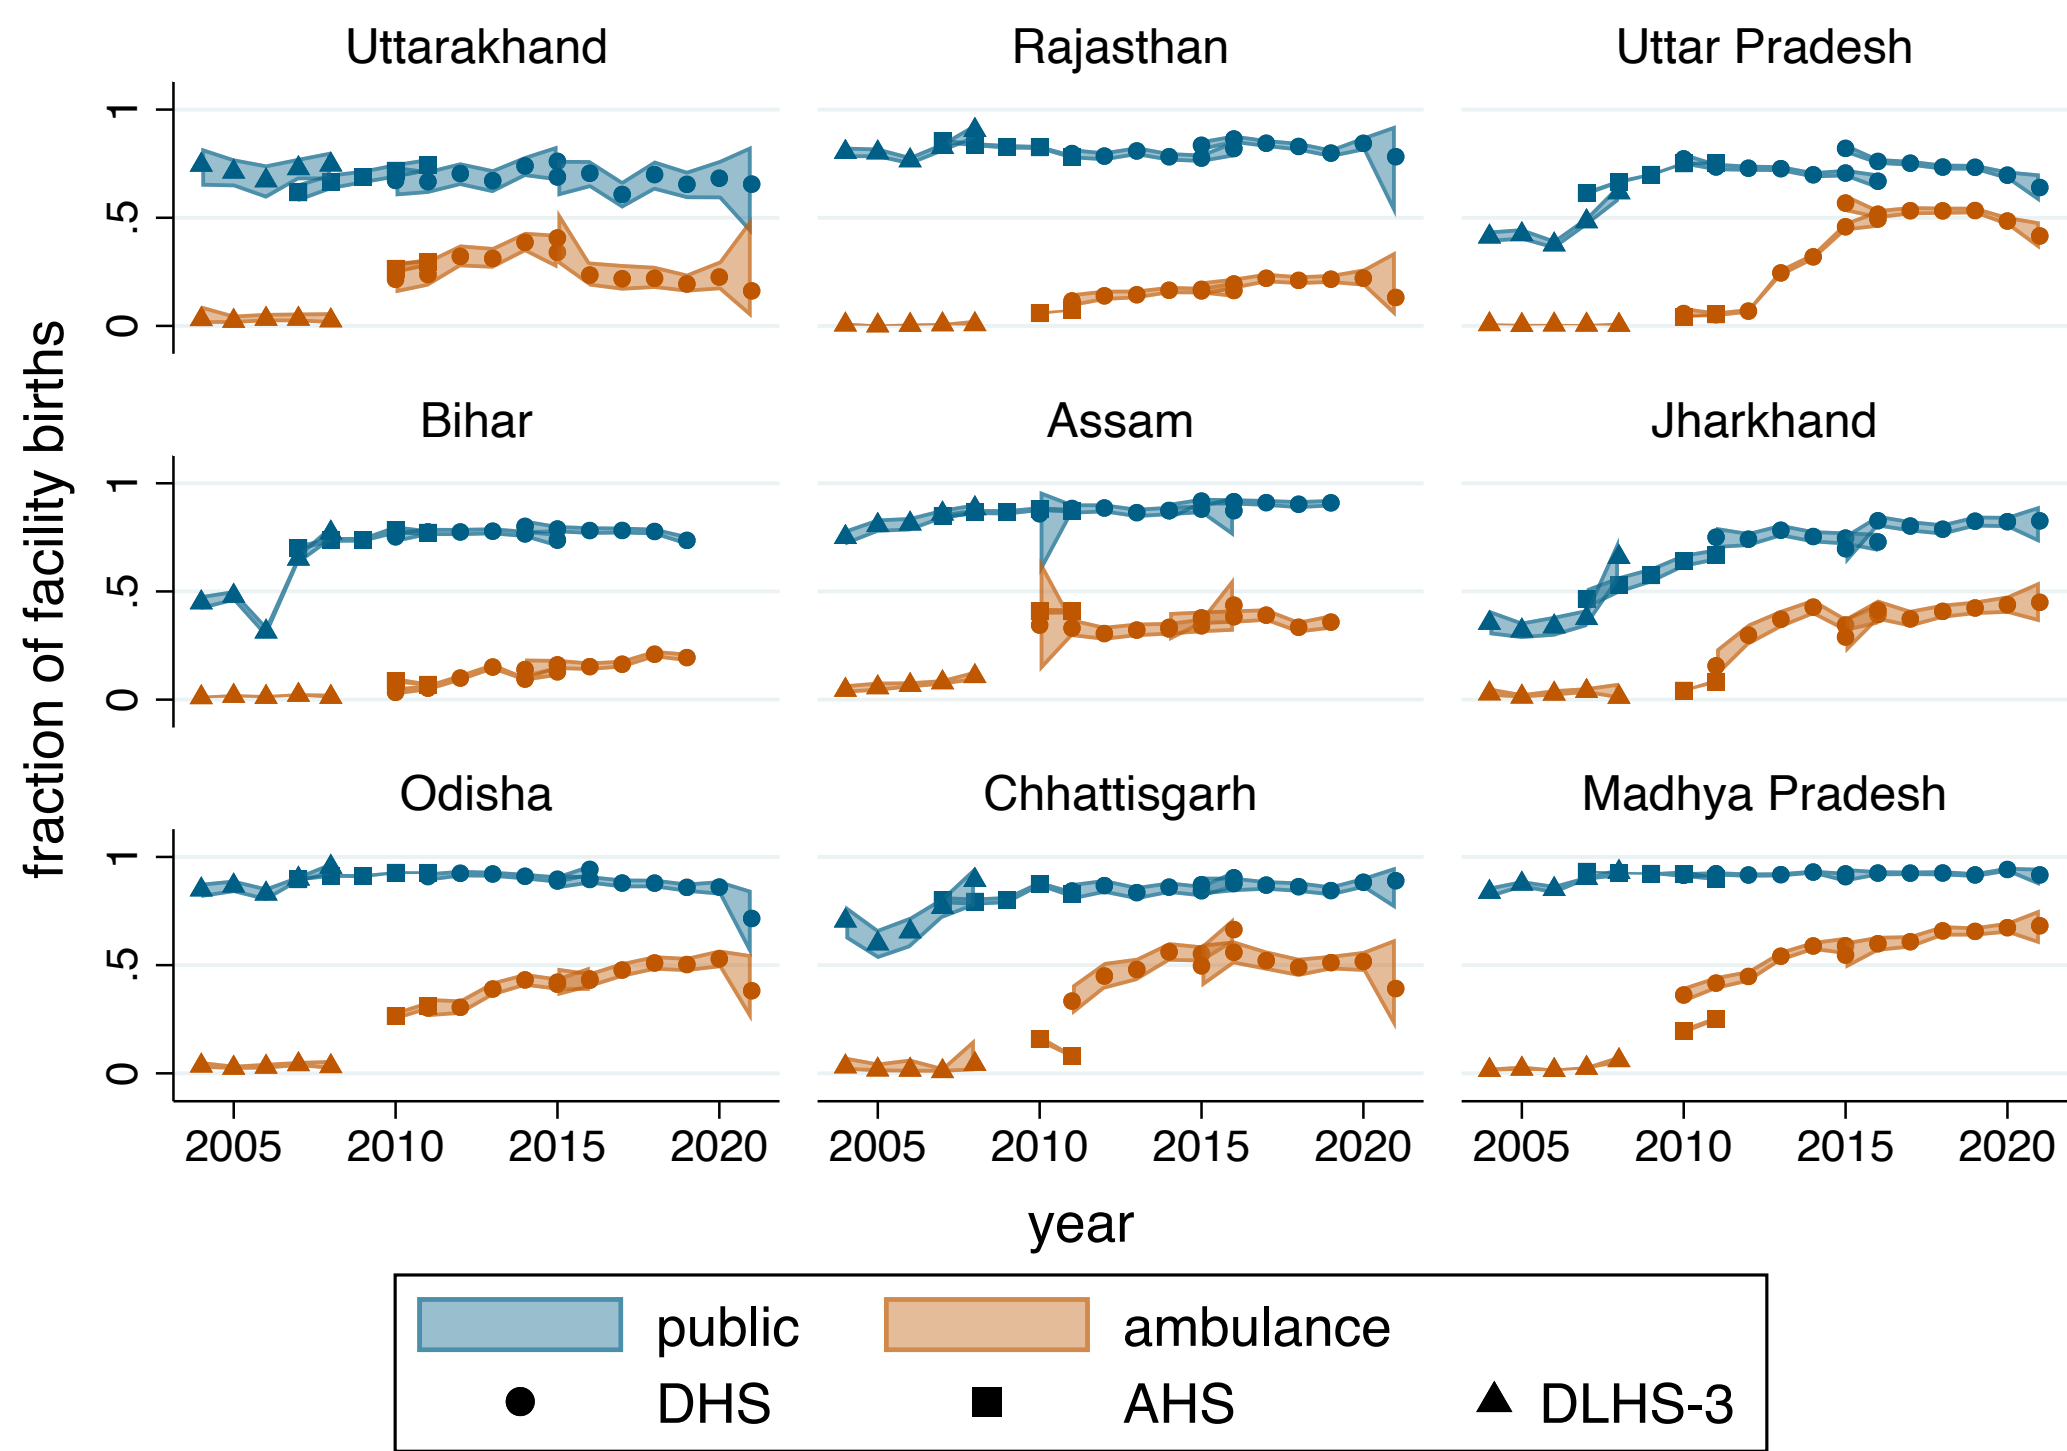 Uttarakhand Rajasthan Uttar Pradesh
1
.5
0
Bihar Assam Jharkhand
1
.5
0
Odisha Chhattisgarh Madhya Pradesh
1
.5
0
fraction of facility births
2005 2010 2015 2020 2005 2010 2015 2020 2005 2010 2015 2020
year
public ambulance
DHS AHS DLHS-3